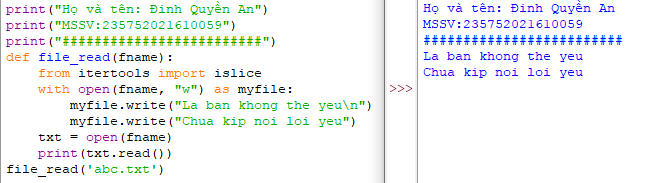 print("Họ và tên: Đinh Quyền An")
print("MSSV:235752021610059")
print("#########################")
def file_read(fname):
    from itertools import islice
    with open(fname, "w") as myfile:
        myfile.write("La ban khong the yeu\n")
        myfile.write("Chua kip noi loi yeu")
    txt = open(fname)
    print(txt.read())
file_read('abc.txt')
>>>
Họ và tên: Đinh Quyền An
MSSV:235752021610059
#########################
La ban khong the yeu
Chua kip noi loi yeu